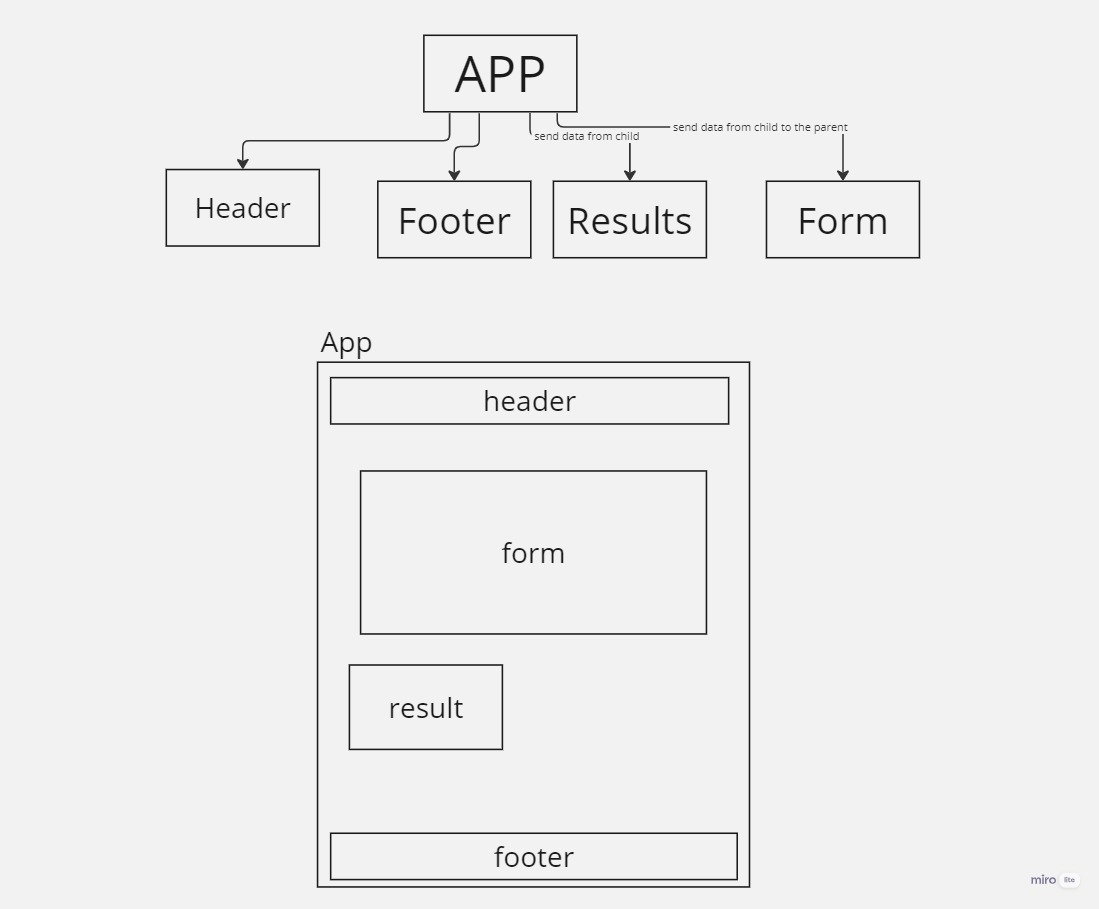 APP
send data from child to the parent
send data from child
Header
Footer
Results
Form
App
header
form
result
footer
miro lite